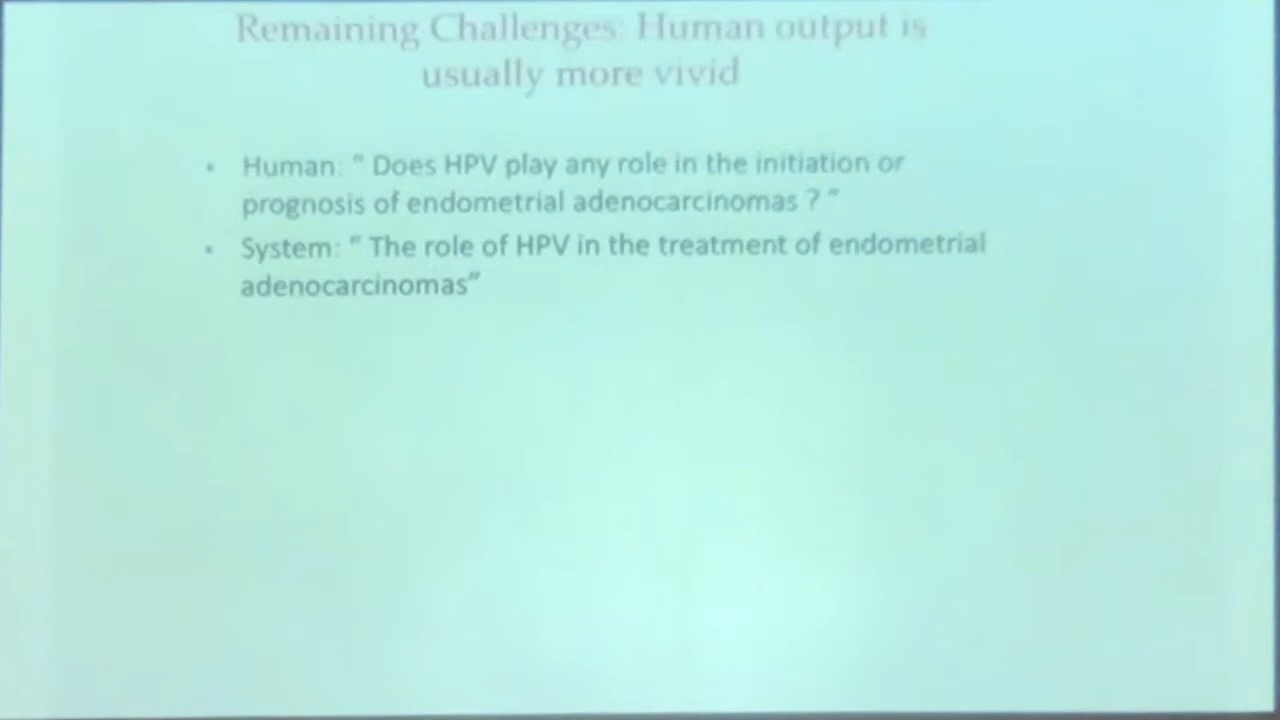 Remaining Challenges: Human output is
usually more vivid
• Human: " Does HPV play any role in the initiation or
prognosis of endometrial adenocarcinomas ? "
• System: " The role of HPV in the treatment of endometrial
adenocarcinomas"